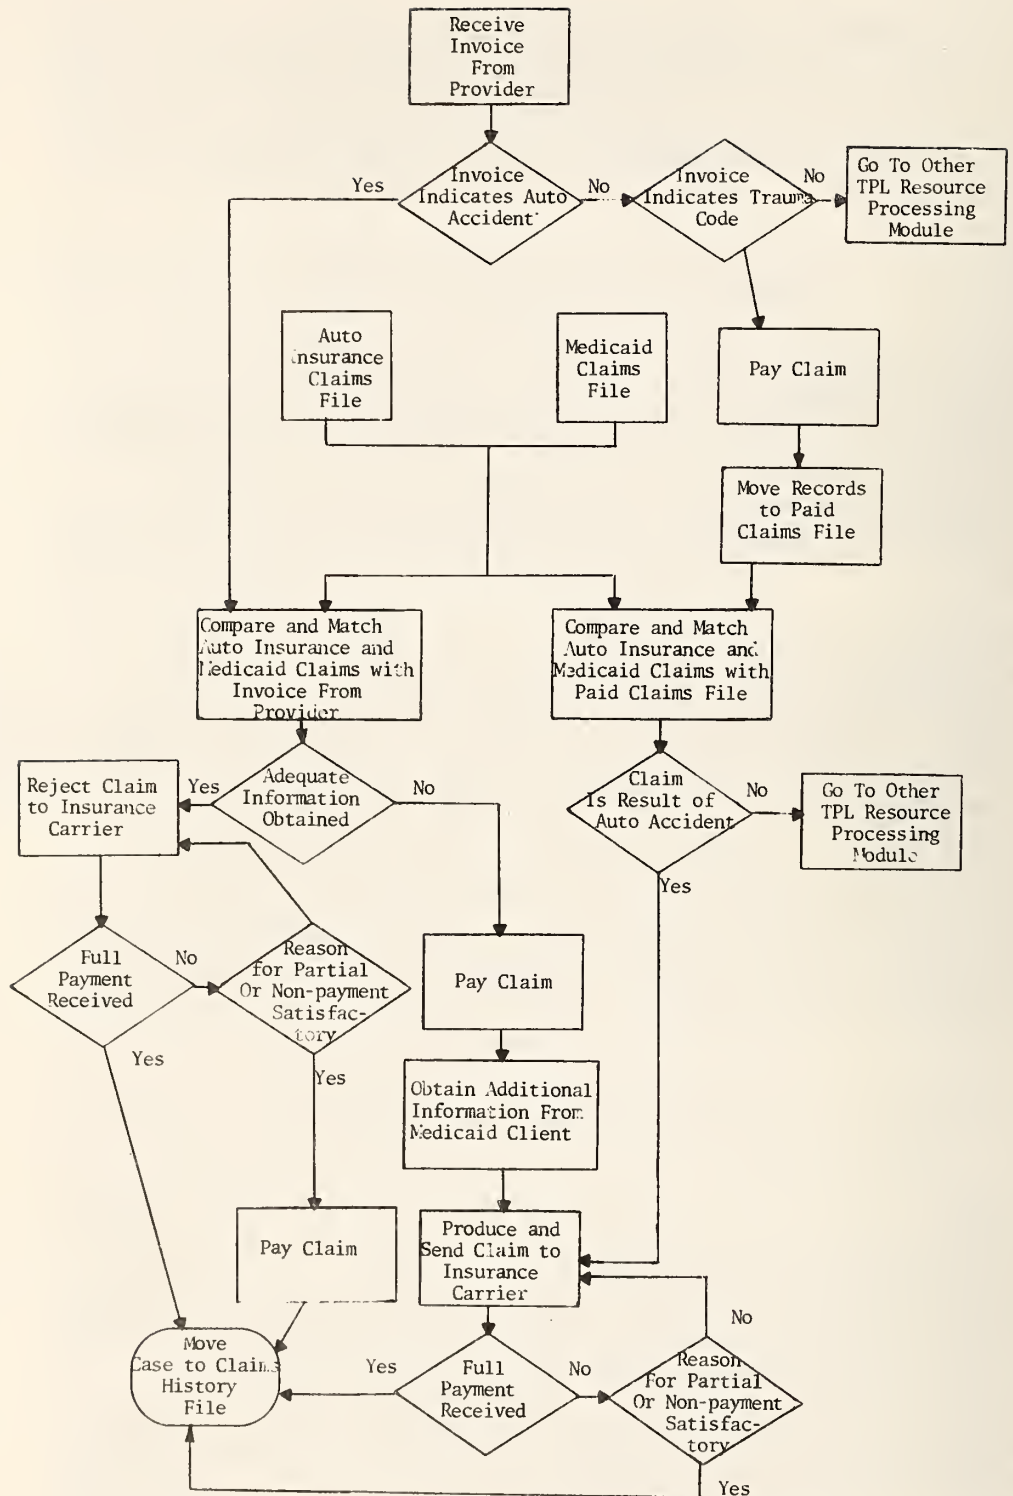 Receive
Invoice
From
Provider
Yes
Invoice
Indicates Auto
Accident
No
Invoice
Indicates Trauma
Code
No
Go To Other
TPL Resource
Processing
Module
Auto
Insurance
Claims
File
Medicaid
Claims
File
Pay Claim
Move Records
to Paid
Claims File
Compare and Match
Auto Insurance and
Medicaid Claims with
Invoice From
Provider
Compare and Match
Auto Insurance and
Medicaid Claims with
Paid Claims File
Reject Claim
to Insurance
Carrier
Yes
Adequate
Information
Obtained
No
Claim
Is Result of
Auto Accident
No
Go To Other
TPL Resource
Processing
Module
Yes
Full
Payment
Received
No
Reason
for Partial
Or Non-payment
Satisfac-
tory
Yes
Yes
Pay Claim
Obtain Additional
Information From
Medicaid Client
Pay Claim
Produce and
Send Claim to
Insurance
Carrier
No
Move
Case to Claims
History
File
Yes
Full
Payment
Received
No
Reason
For Partial
Or Non-payment
Satisfac-
tory
Yes